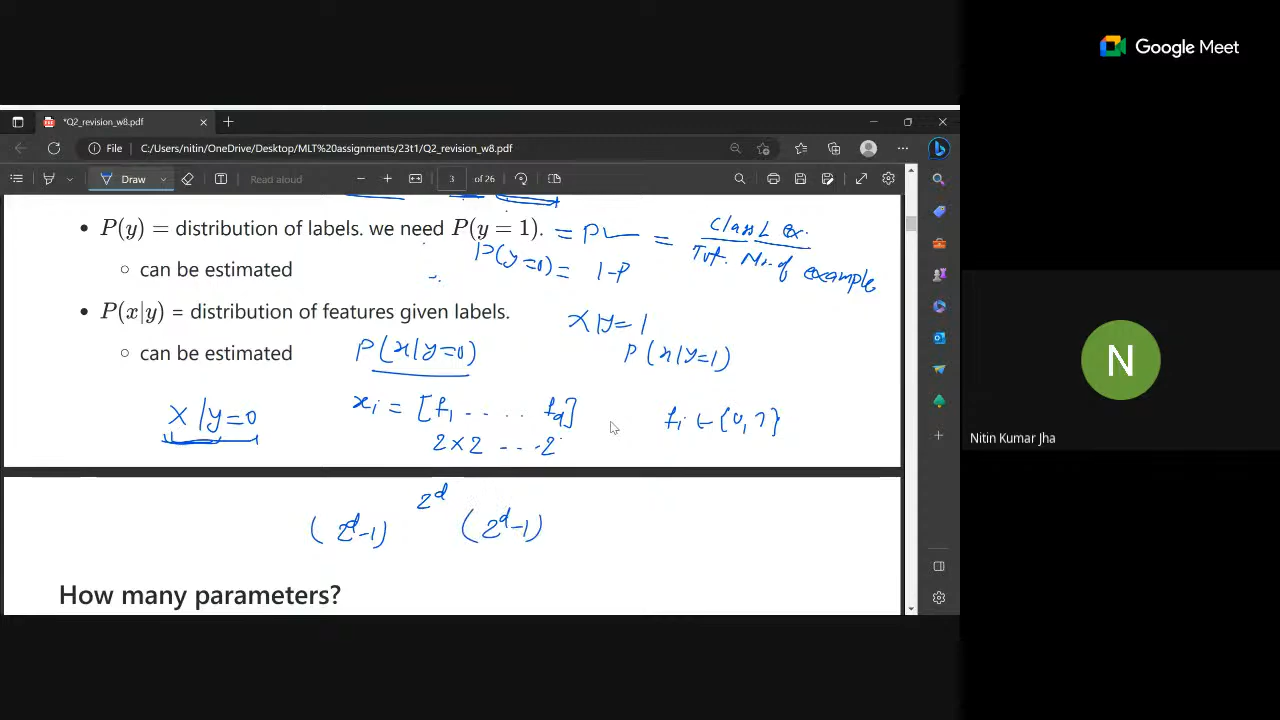 Google Meet
*Q2_revision_w8.pdf
File C:/Users/nitin/OneDrive/Desktop/MLT%20assignments/23t1/Q2_revision_w8.pdf
Draw Read aloud 3 of 26
• P(y) = distribution of labels. we need P(y = 1). = P = Class 1 ex. / Tot. No. of example
P(y=0) = 1-P
◦ can be estimated
• P(x|y) = distribution of features given labels.
X|y=1
◦ can be estimated P(x|y=0) P(x|y=1)
X|y=0 xi = [f1 .... fd] fi ∈ {0,1}
2×2 ...2
2^d
(2^d-1) (2^d-1)
How many parameters?
N
Nitin Kumar Jha